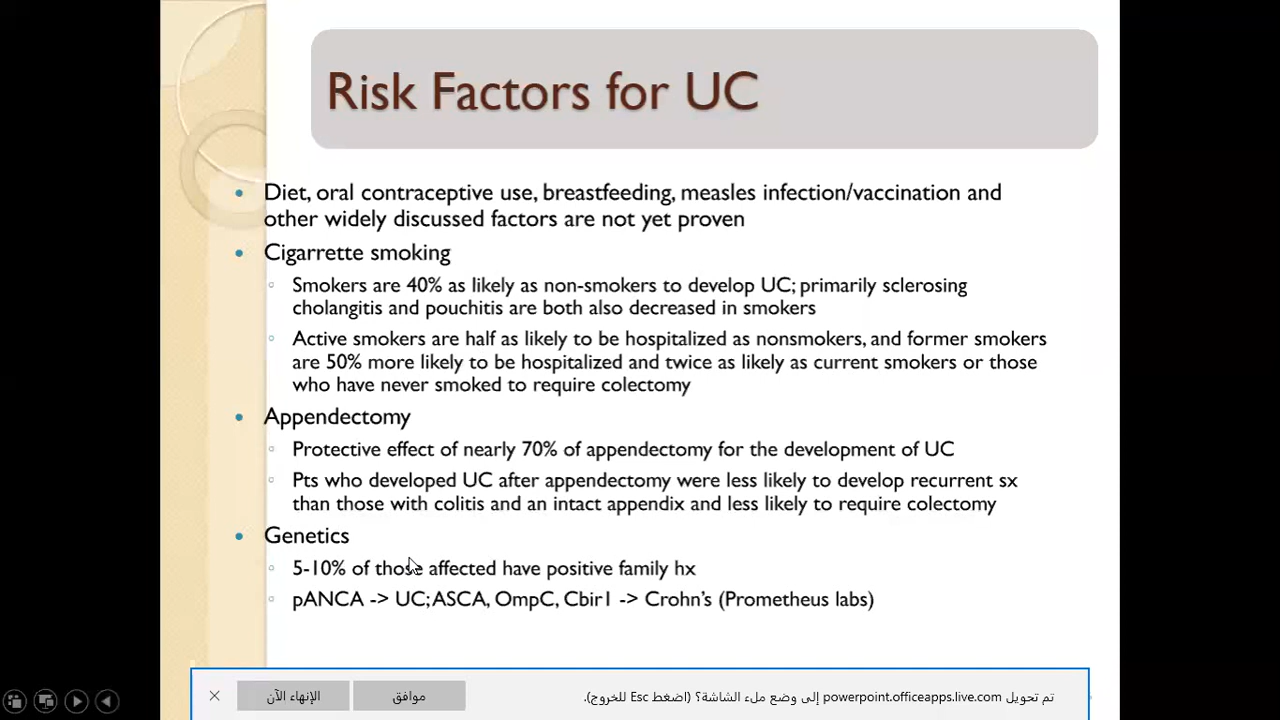 Risk Factors for UC
Diet, oral contraceptive use, breastfeeding, measles infection/vaccination and
other widely discussed factors are not yet proven
Cigarrette smoking
Smokers are 40% as likely as non-smokers to develop UC; primarily sclerosing
cholangitis and pouchitis are both also decreased in smokers
Active smokers are half as likely to be hospitalized as nonsmokers, and former smokers
are 50% more likely to be hospitalized and twice as likely as current smokers or those
who have never smoked to require colectomy
Appendectomy
Protective effect of nearly 70% of appendectomy for the development of UC
Pts who developed UC after appendectomy were less likely to develop recurrent sx
than those with colitis and an intact appendix and less likely to require colectomy
Genetics
5-10% of those affected have positive family hx
pANCA -> UC; ASCA, OmpC, Cbir1 -> Crohn's (Prometheus labs)
تم تحويل powerpoint.officeapps.live.com إلى وضع ملء الشاشة؟ (اضغط Esc للخروج).
موافق
الإنهاء الآن